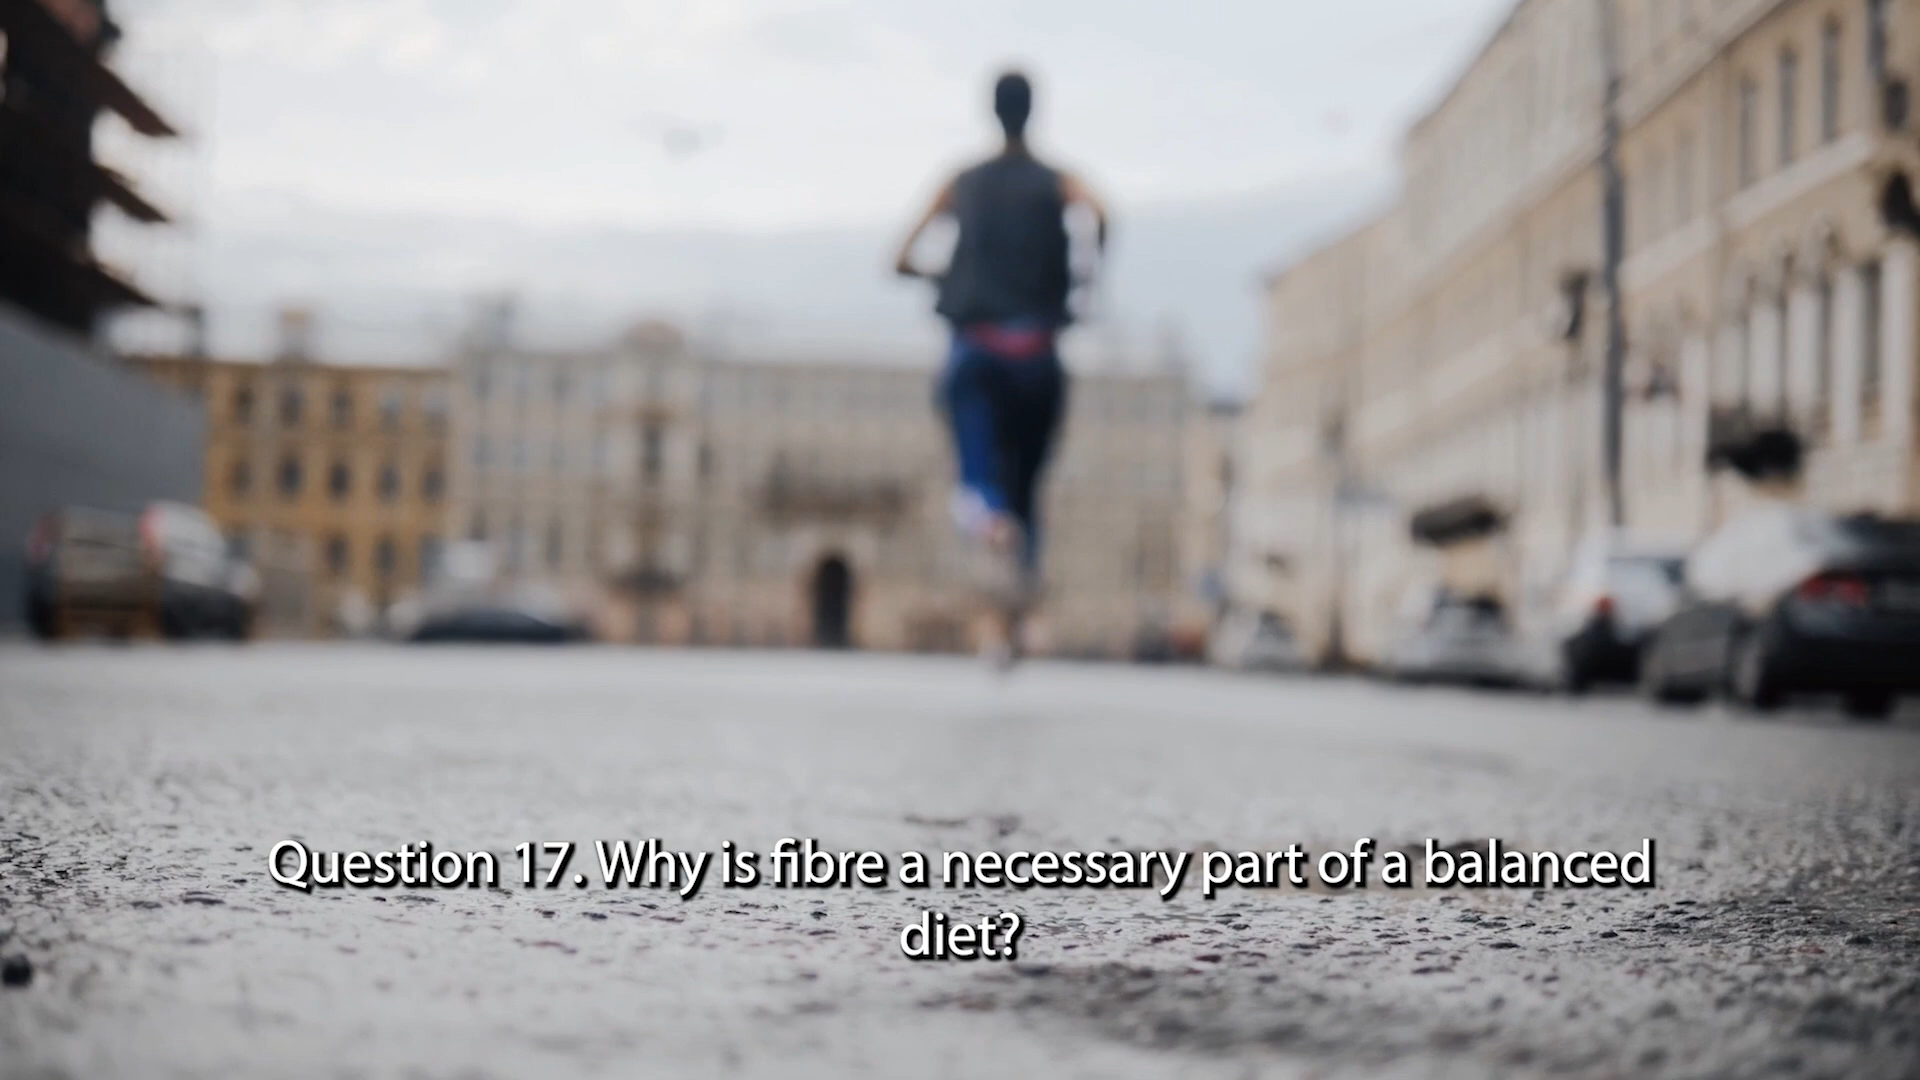 Question 17. Why is fibre a necessary part of a balanced
diet?